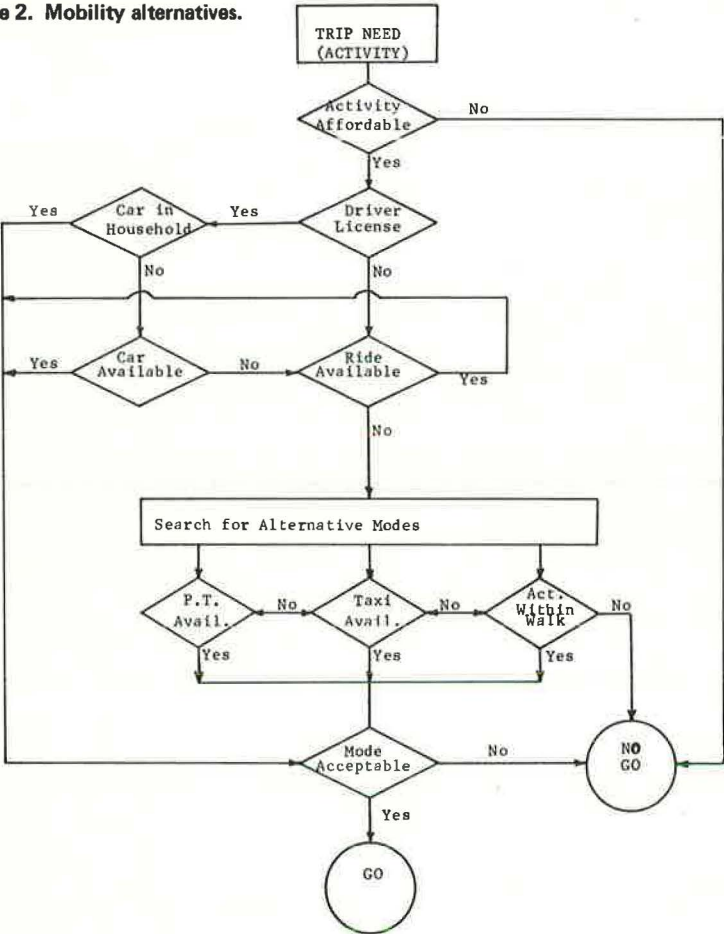 e 2. Mobility alternatives.
TRIP NEED
(ACTIVITY)
Activity
Affordable
No
Yes
Yes
Car in
Household
Yes
Driver
License
No
No
Yes
Car
Available
No
Ride
Available
Yes
No
Search for Alternative Modes
P.T.
Avail.
No
Taxi
Avail.
No
Act.
Within
Walk
No
Yes
Yes
Yes
Mode
Acceptable
No
NO
GO
Yes
GO